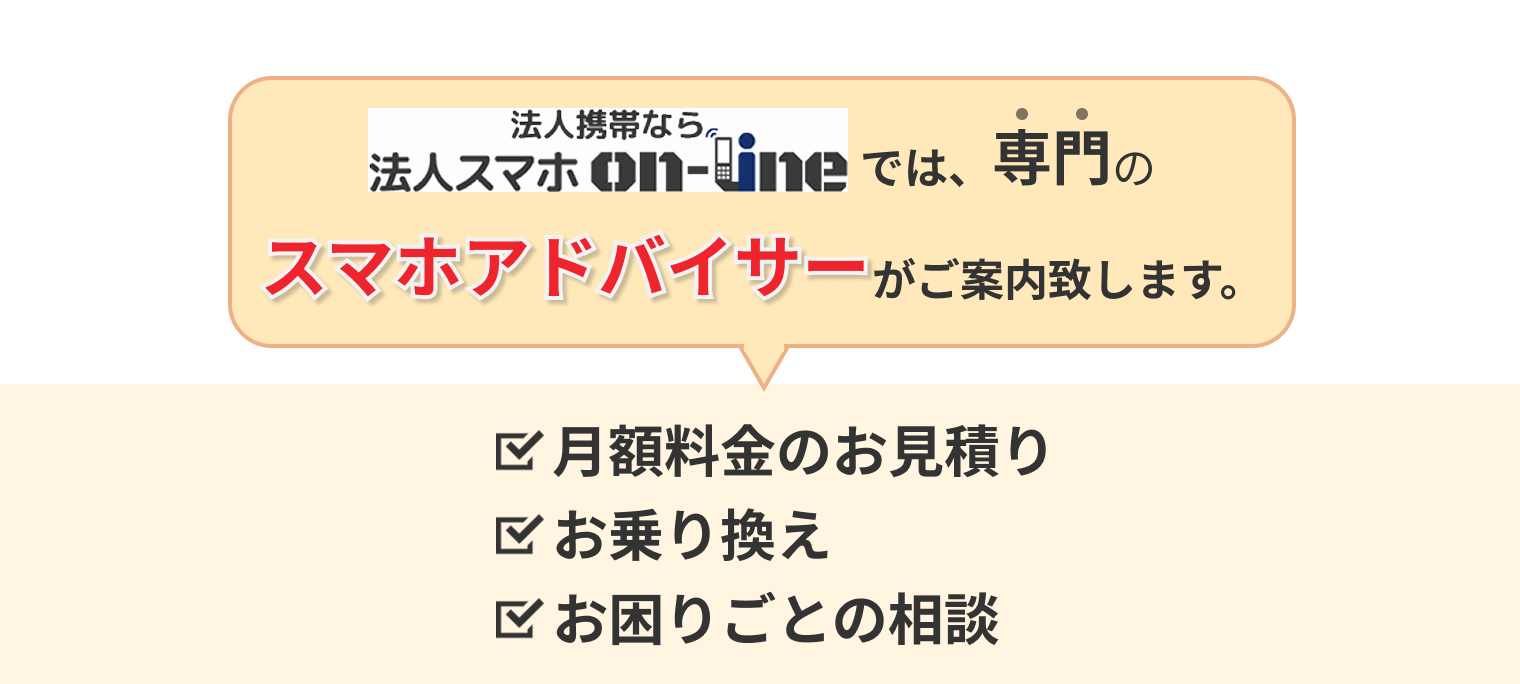 法人携帯なら
法人スマホ on-line では、専門の
スマホアドバイザーがご案内致します。
月額料金のお見積り
お乗り換え
お困りごとの相談